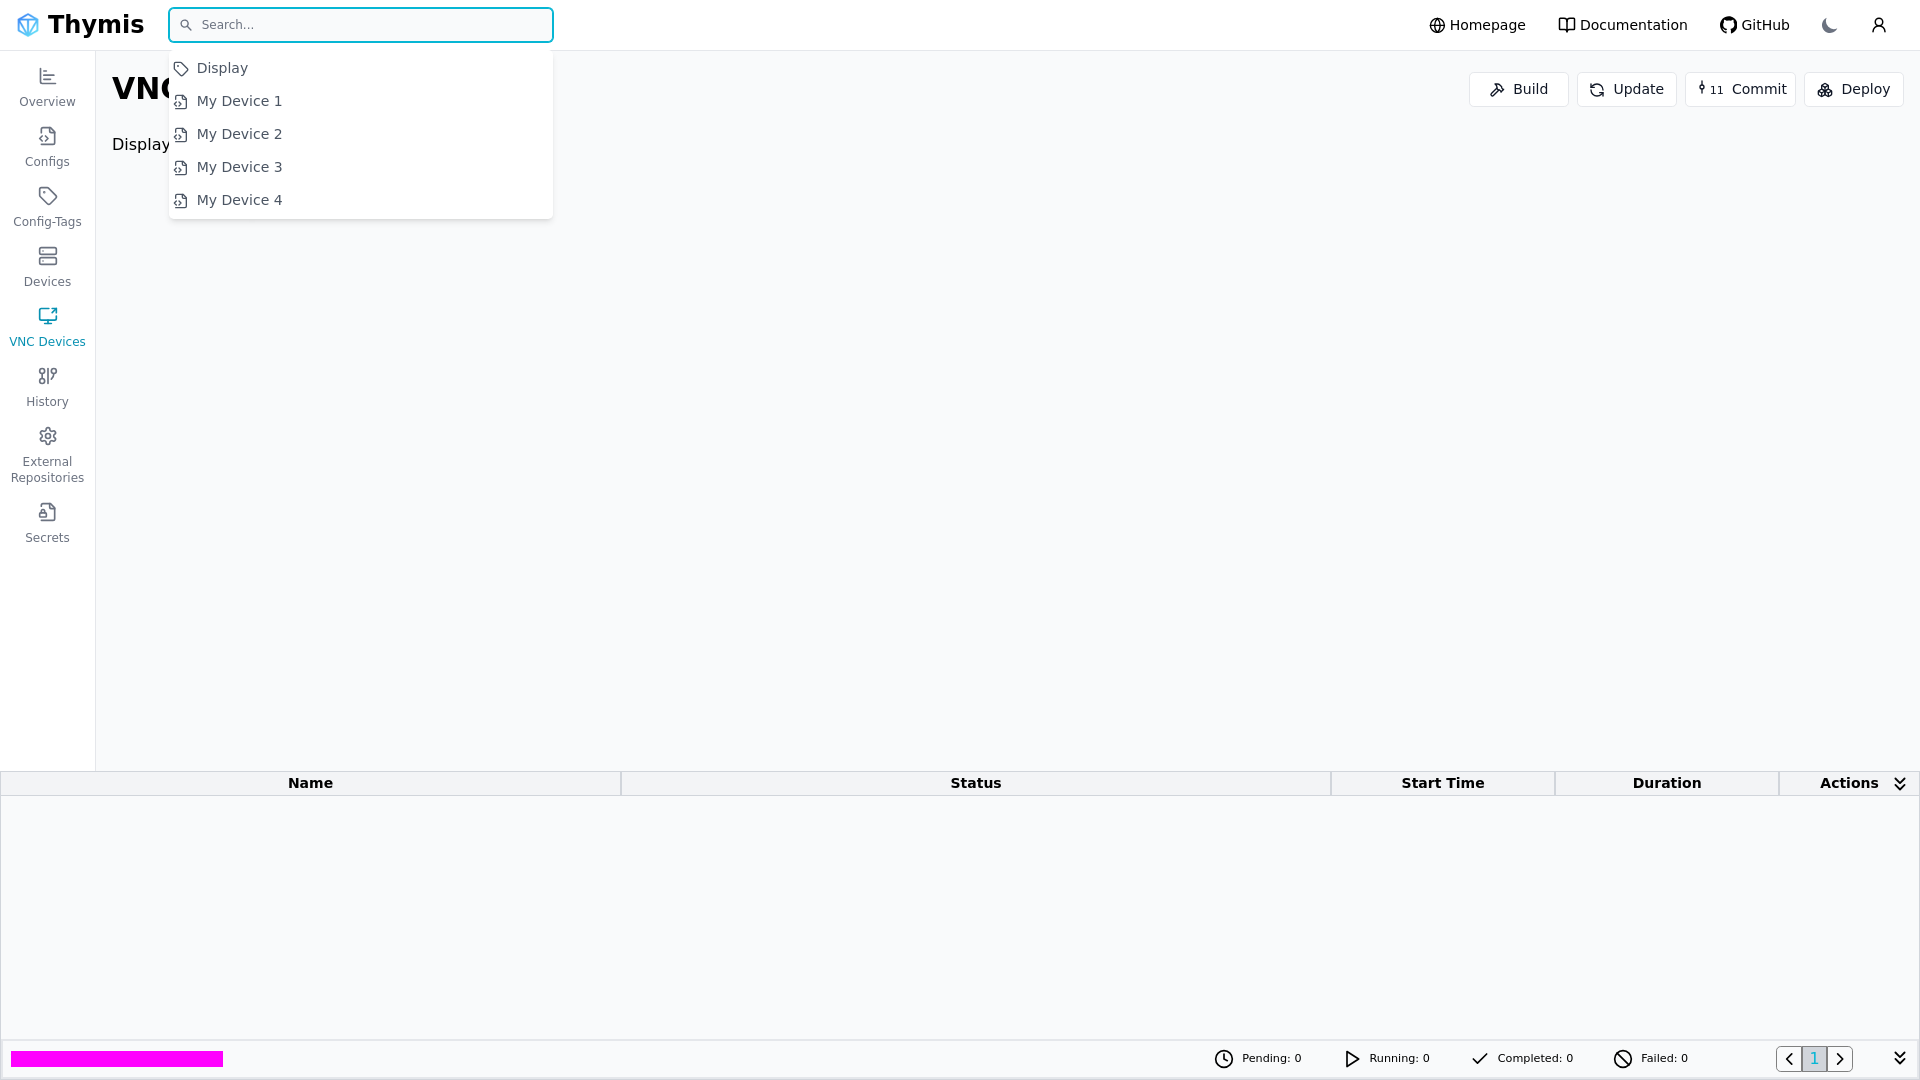 Thymis
Search...
Homepage
Documentation
GitHub
Display
My Device 1
My Device 2
My Device 3
My Device 4
Overview
Configs
Config-Tags
Devices
VNC Devices
History
External
Repositories
Secrets
VNC
Display
Build
Update
11 Commit
Deploy
Name
Status
Start Time
Duration
Actions
Pending: 0
Running: 0
Completed: 0
Failed: 0
1